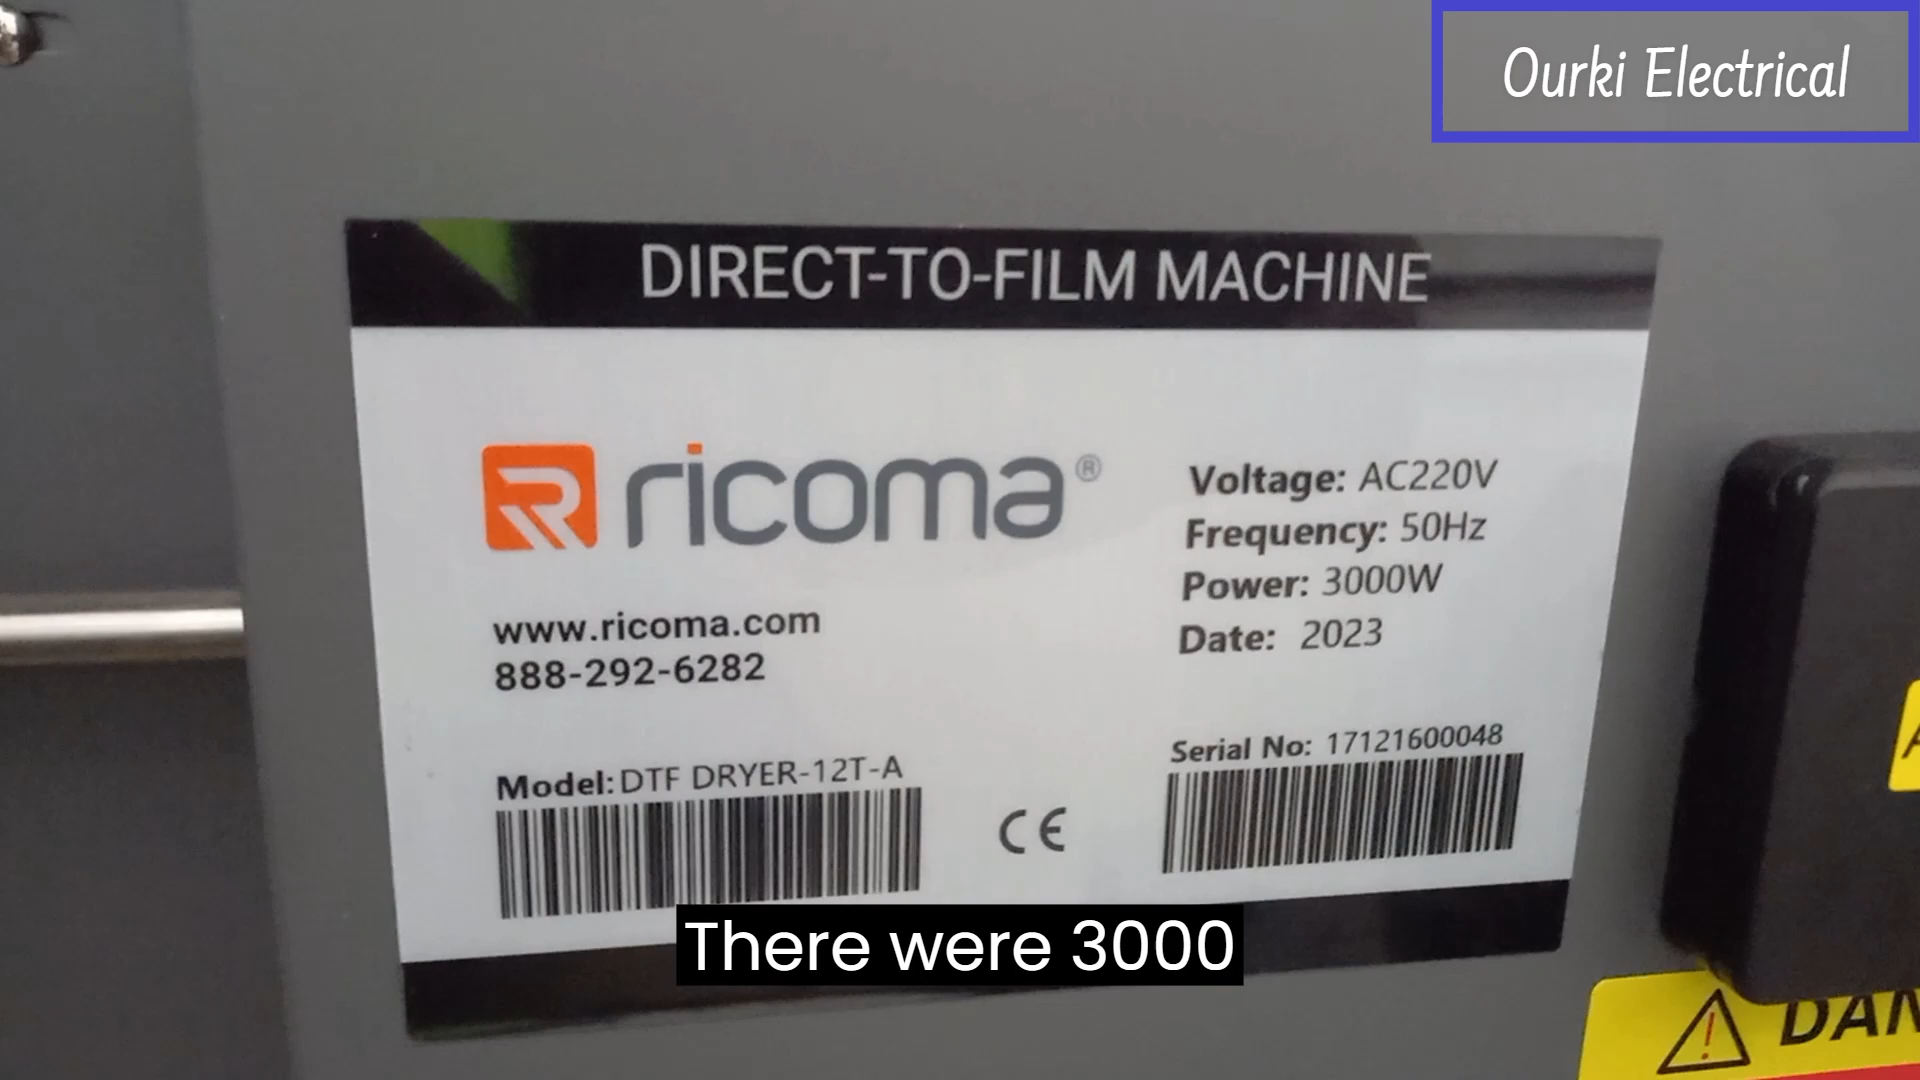 Ourki Electrical
DIRECT-TO-FILM MACHINE
ricoma®
www.ricoma.com
888-292-6282
Voltage: AC220V
Frequency: 50Hz
Power: 3000W
Date: 2023
Model: DTF DRYER-12T-A
CE
Serial No: 17121600048
There were 3000